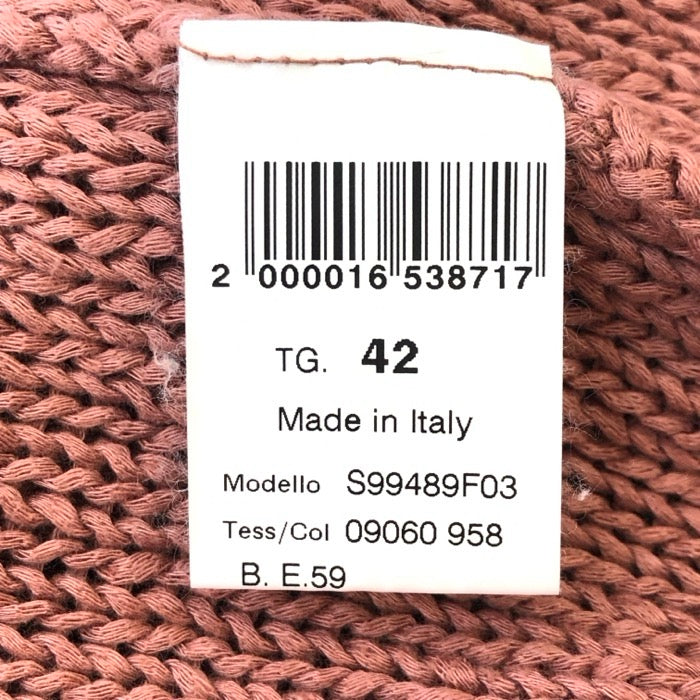 2 000016 538717
TG. 42
Made in Italy
Modello S99489F03
Tess/Col 09060 958
B. E.59